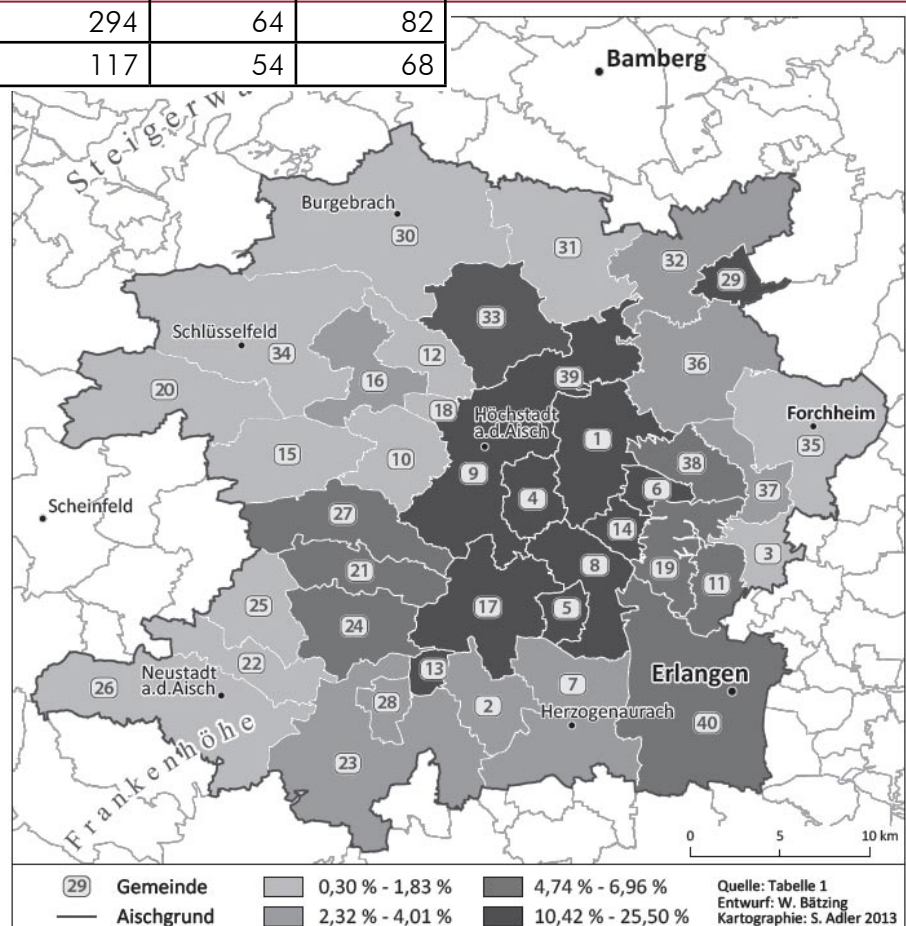 294 64 82
117 54 68
Bamberg
Steigerwa
Burgebrach
30
31
32
29
33
Schlüsselfeld
34
12
39
36
20
16
18
Höchstadt
a.d.Aisch
1
Forchheim
35
15
10
9
4
38
6
37
Scheinfeld
27
14
3
21
8
19
11
25
17
5
24
22
13
Erlangen
26
Neustadt
a.d.Aisch
28
2
7
Herzogenaurach
40
23
Frankenhöhe
0 5 10 km
29 Gemeinde 0,30 % - 1,83 % 4,74 % - 6,96 % Quelle: Tabelle 1
Entwurf: W. Bätzing
Aischgrund 2,32 % - 4,01 % 10,42 % - 25,50 % Kartographie: S. Adler 2013